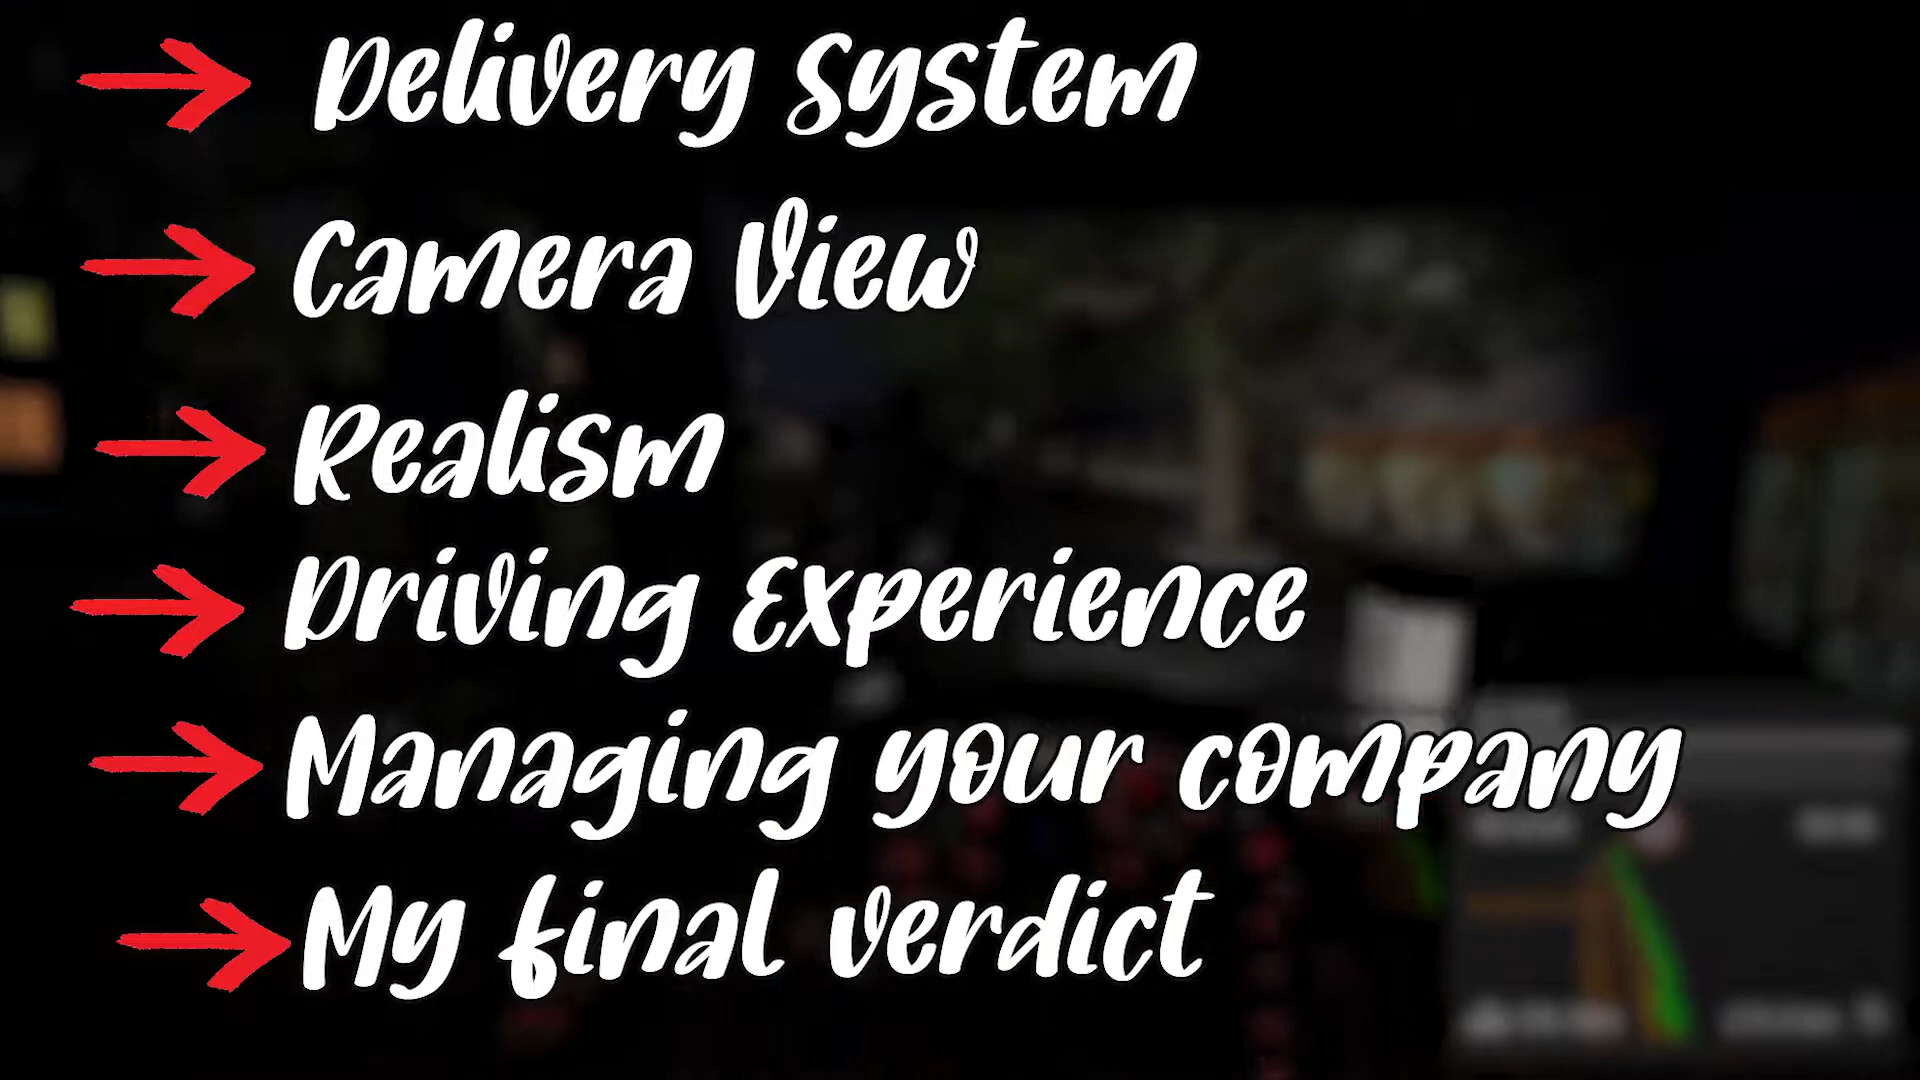 Delivery System
Camera View
Realism
Driving Experience
Managing your company
My final verdict